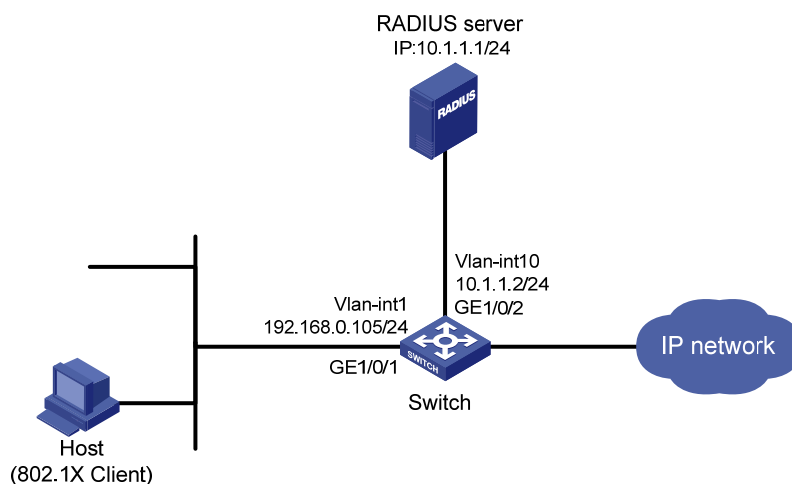 RADIUS server
IP:10.1.1.1/24
RADIUS
Vlan-int10
10.1.1.2/24
GE1/0/2
Vlan-int1
192.168.0.105/24
GE1/0/1
SWITCH
Switch
IP network
Host
(802.1X Client)